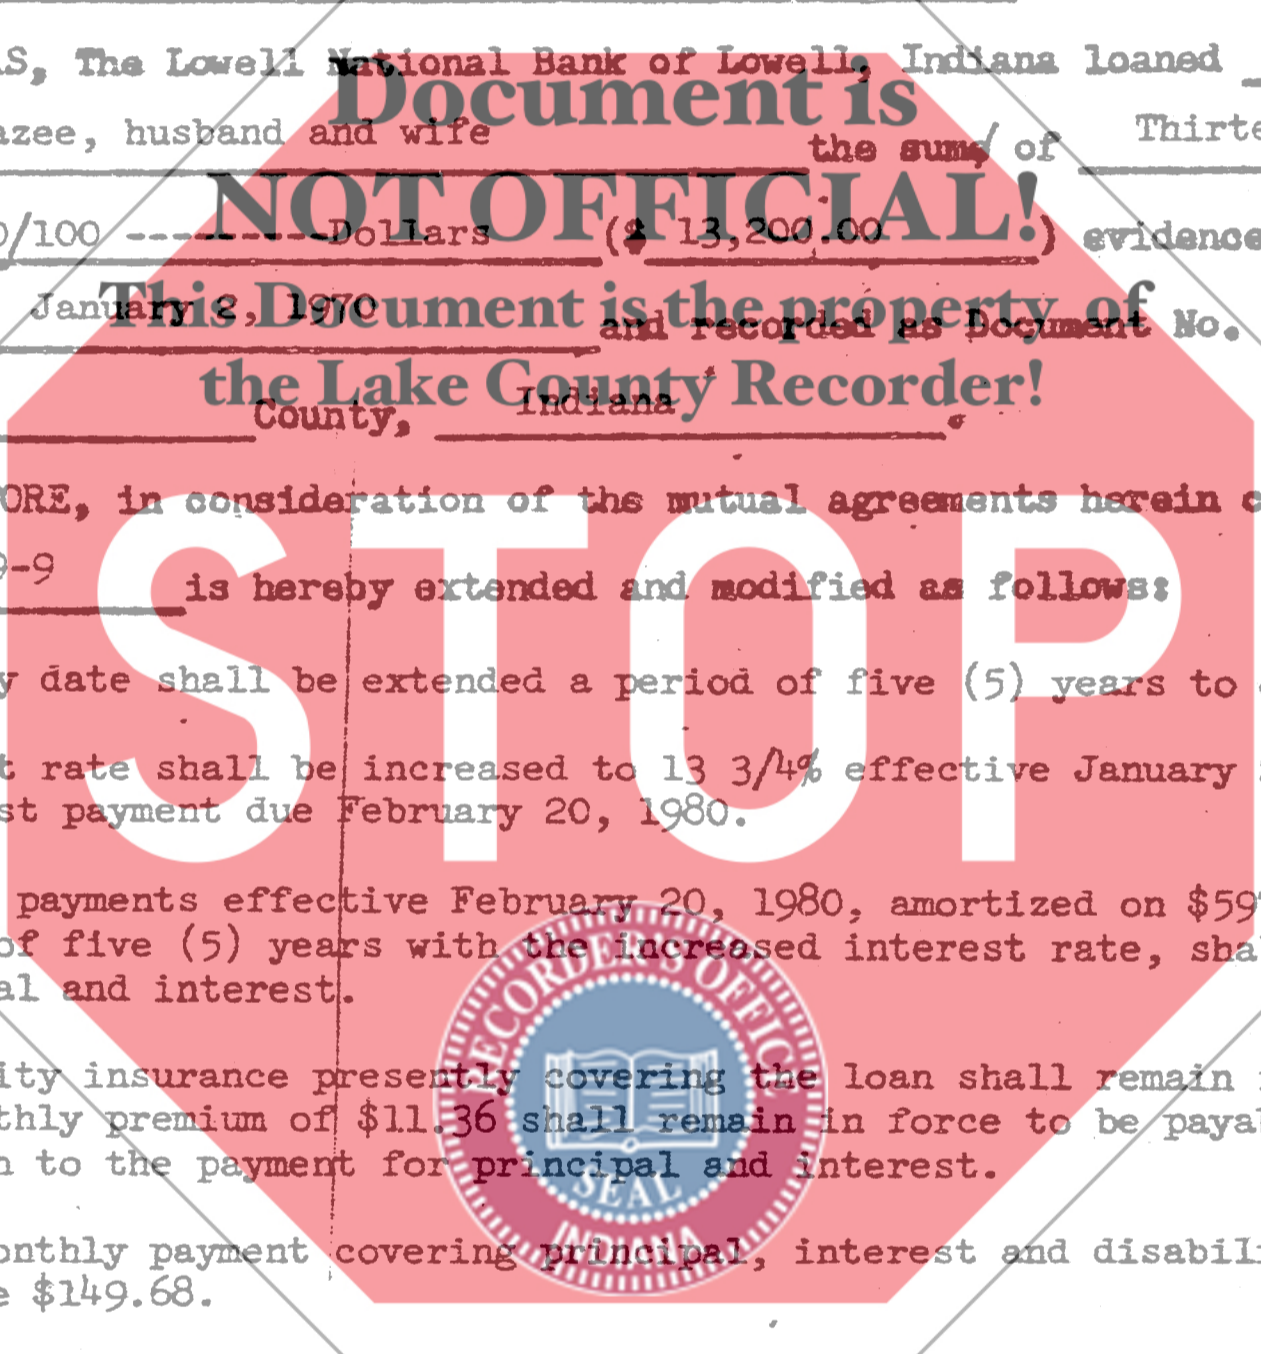 AS, The Lowell National Bank of Lowell, Indiana loaned
Document is
azee, husband and wife the sum of Thirte
NOT OFFICIAL!
0/100 ---------Dollars ($ 13,200.00 ) evidence
This Document is the property of
January 2, 1970 and recorded as Document No.
the Lake County Recorder!
County, Indiana .
ORE, in consideration of the mutual agreements herein c
9-9 is hereby extended and modified as follows:
STOP
y date shall be extended a period of five (5) years to
t rate shall be increased to 13 3/4% effective January
st payment due February 20, 1980.
payments effective February 20, 1980, amortized on $59
of five (5) years with the increased interest rate, sha
al and interest.
RECORDER'S OFFICE
ity insurance presently covering the loan shall remain
thly premium of $11.36 shall remain in force to be paya
n to the payment for principal and interest.
SEAL
INDIANA
onthly payment covering principal, interest and disabili
e $149.68.